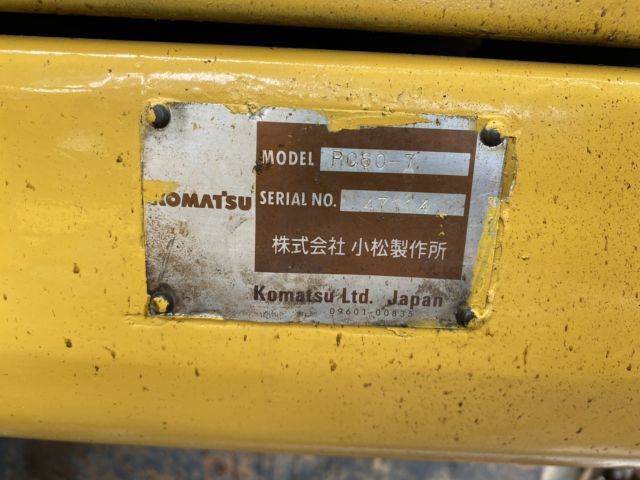 MODEL PC60-7
SERIAL NO.
KOMATSU
株式会社 小松製作所
Komatsu Ltd. Japan
09601-00835